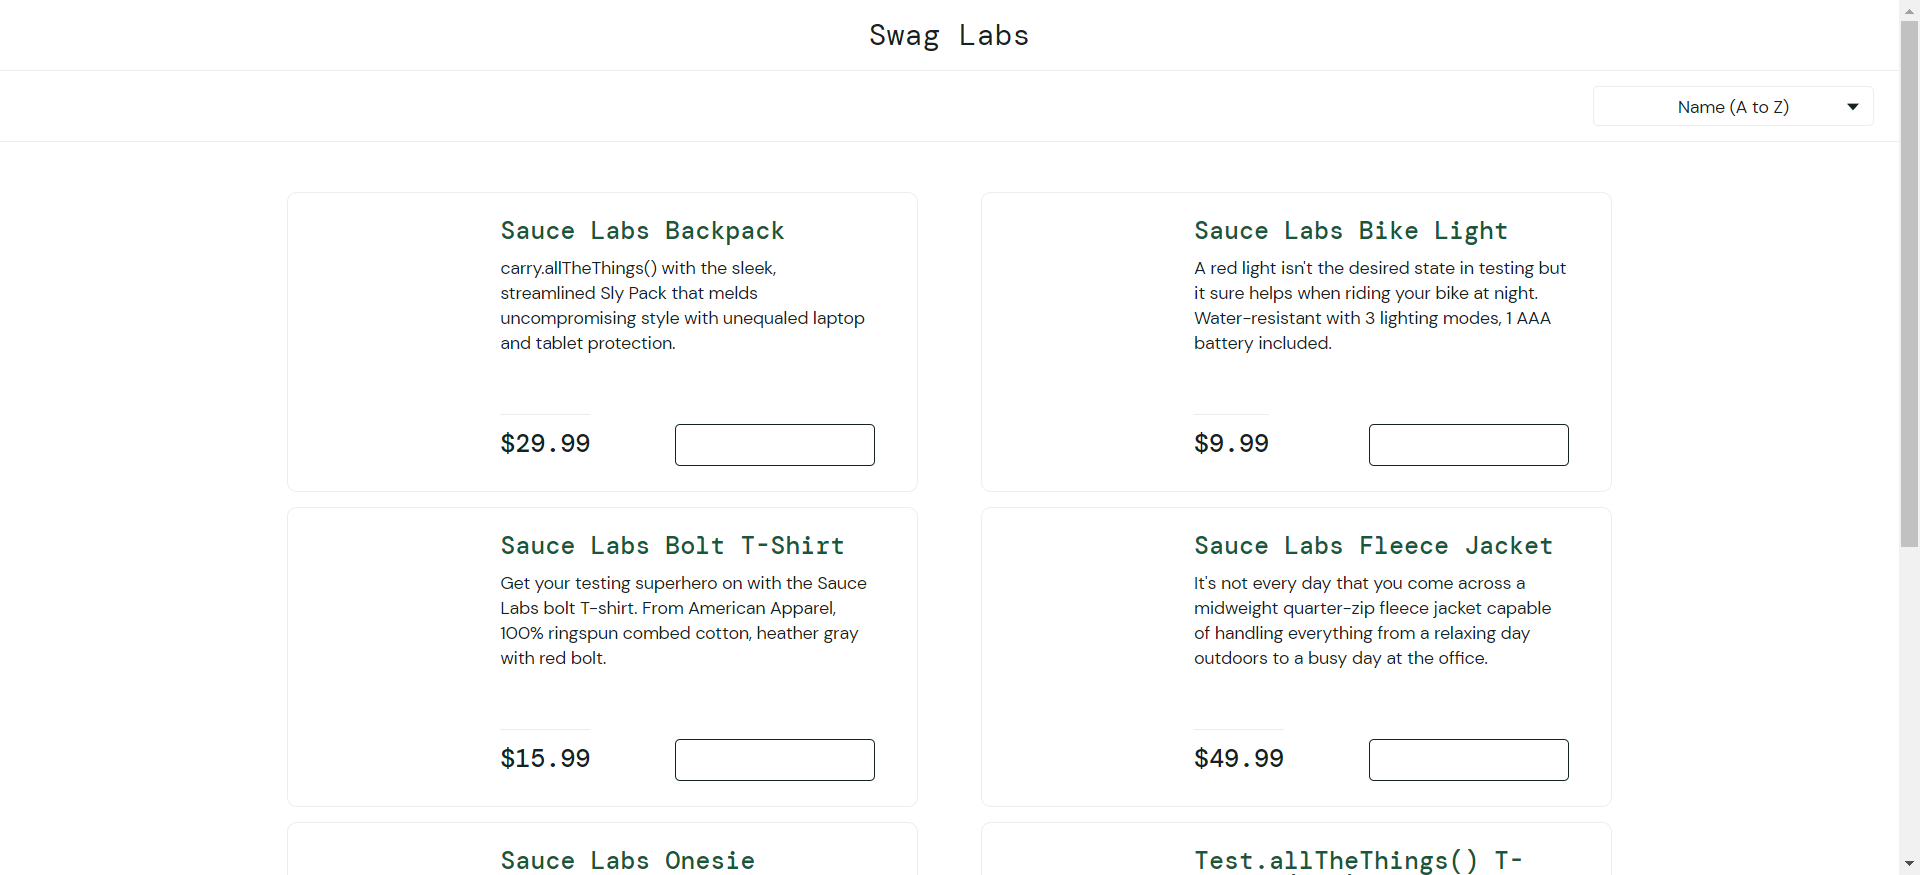 Swag Labs
Name (A to Z)
Sauce Labs Backpack
carry.allTheThings() with the sleek,
streamlined Sly Pack that melds
uncompromising style with unequaled laptop
and tablet protection.
$29.99
Sauce Labs Bike Light
A red light isn't the desired state in testing but
it sure helps when riding your bike at night.
Water-resistant with 3 lighting modes, 1 AAA
battery included.
$9.99
Sauce Labs Bolt T-Shirt
Get your testing superhero on with the Sauce
Labs bolt T-shirt. From American Apparel,
100% ringspun combed cotton, heather gray
with red bolt.
$15.99
Sauce Labs Fleece Jacket
It's not every day that you come across a
midweight quarter-zip fleece jacket capable
of handling everything from a relaxing day
outdoors to a busy day at the office.
$49.99
Sauce Labs Onesie
Test.allTheThings() T-